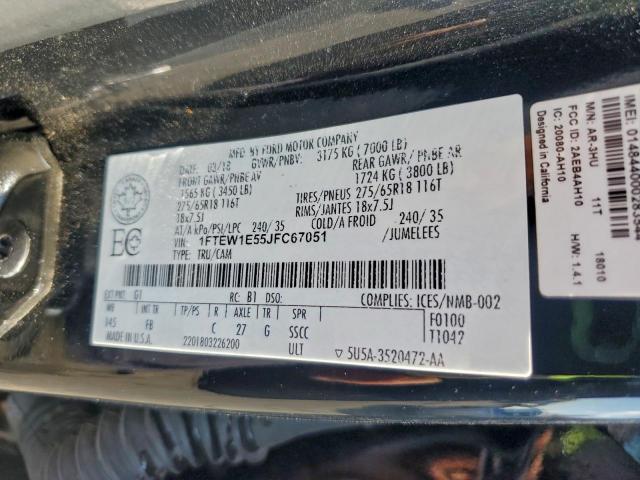 MFD. BY FORD MOTOR COMPANY
DATE: 03/18 GVWR/PNBV: 3175 KG ( 7000 LB)
FRONT GAWR/PNBE AV REAR GAWR/ PNBE AR
1565 KG ( 3450 LB) 1724 KG ( 3800 LB)
275/65R18 116T TIRES/PNEUS 275/65R18 116T
18x7.5J RIMS/JANTES 18x7.5J
AT/A kPa/PSI/LPC 240/ 35 COLD/A FROID 240/ 35
VIN: 1FTEW1E55JFC67051 /JUMELEES
TYPE: TRU/CAM
EC
EXT PNT: G1 RC: B1 DSO: COMPLIES: ICES/NMB-002
WB INT TR TP/PS R AXLE TR SPR F0100
145 FB C 27 G SSCC T1042
MADE IN U.S.A. 2201803226200 ULT ▽ 5U5A-3520472-AA
M/N: AR-3HU 11T
FCC ID: 2AEB4AH10
IC: 20080-AH10
Designed in California
18010
H/W: 1.4.1